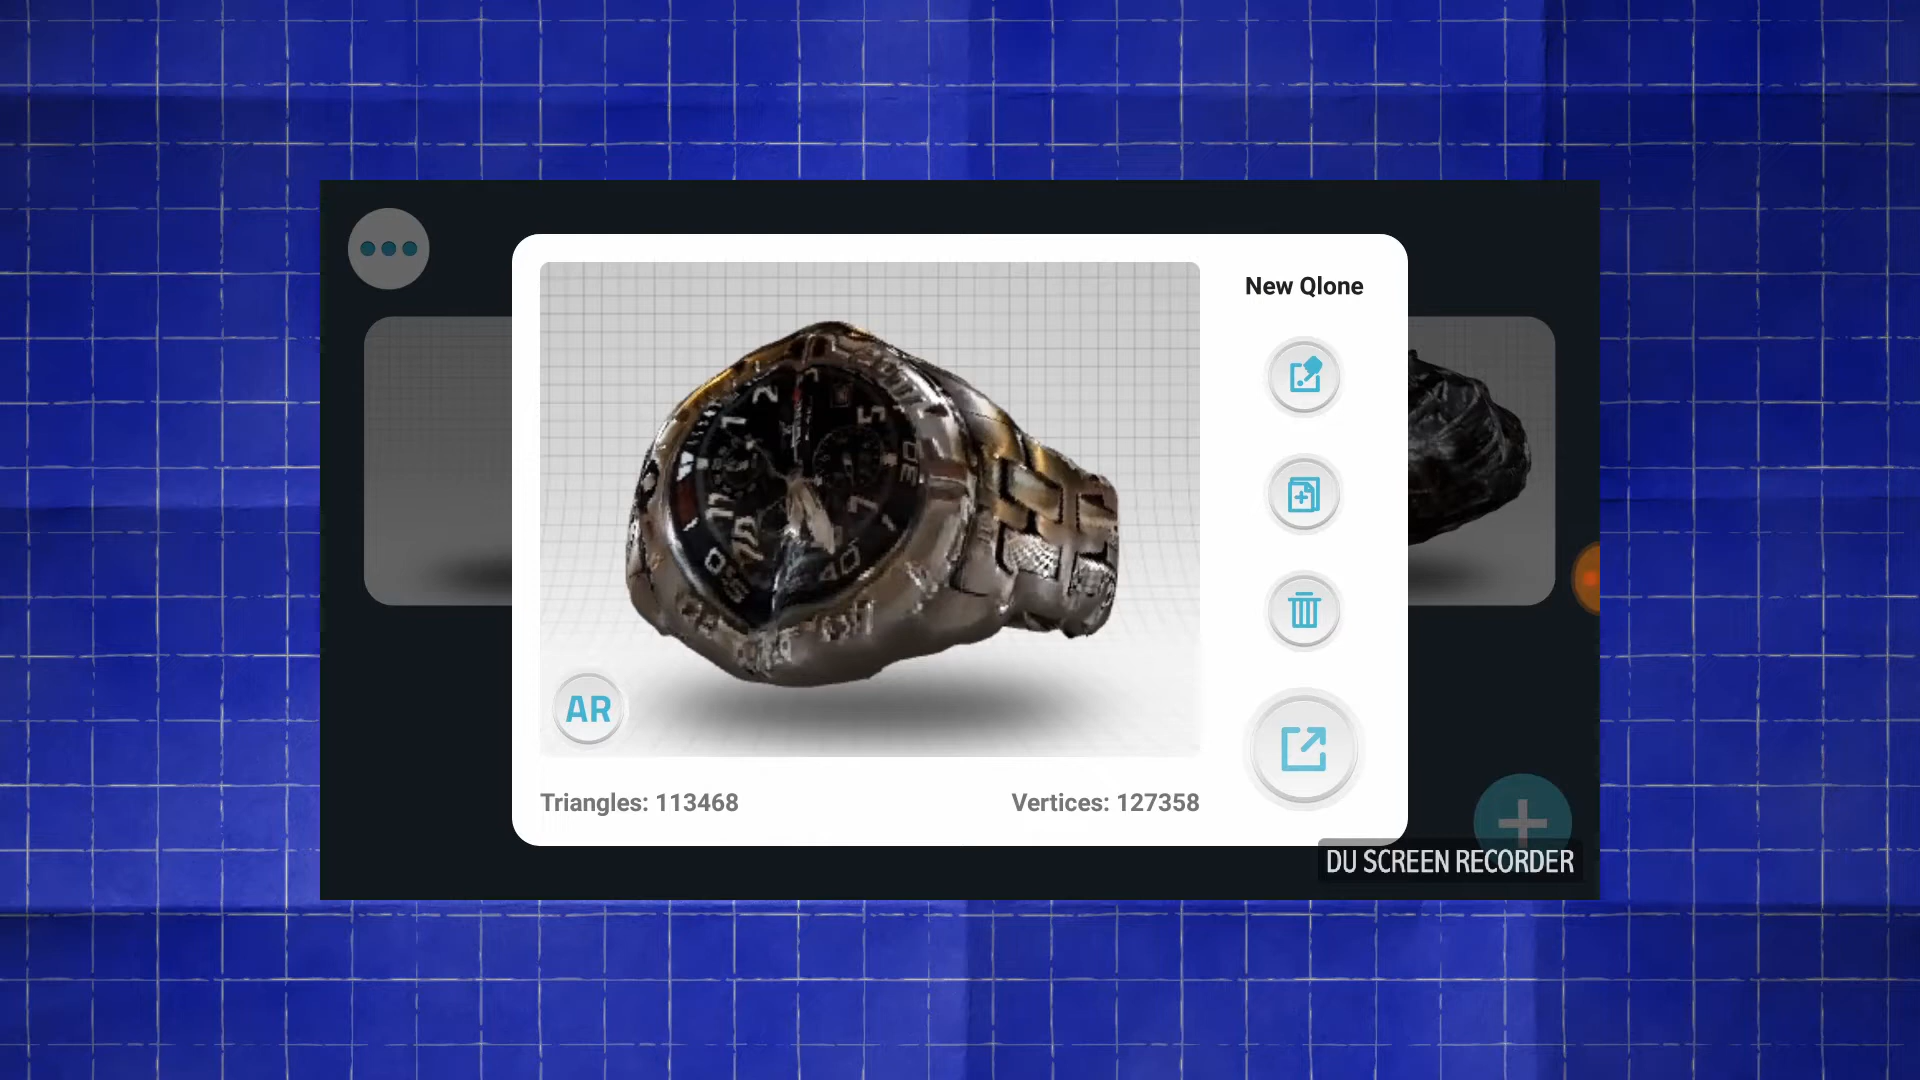 New Qlone
AR
Triangles: 113468
Vertices: 127358
DU SCREEN RECORDER